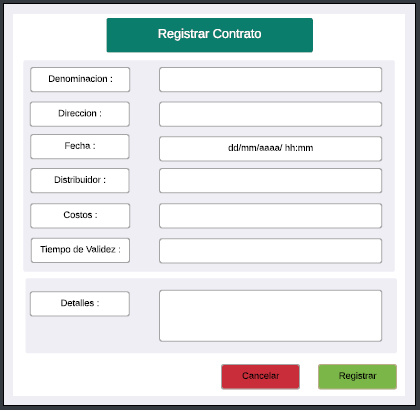 Registrar Contrato
Denominacion :
Direccion :
Fecha :
dd/mm/aaaa/ hh:mm
Distribuidor :
Costos :
Tiempo de Validez :
Detalles :
Cancelar
Registrar